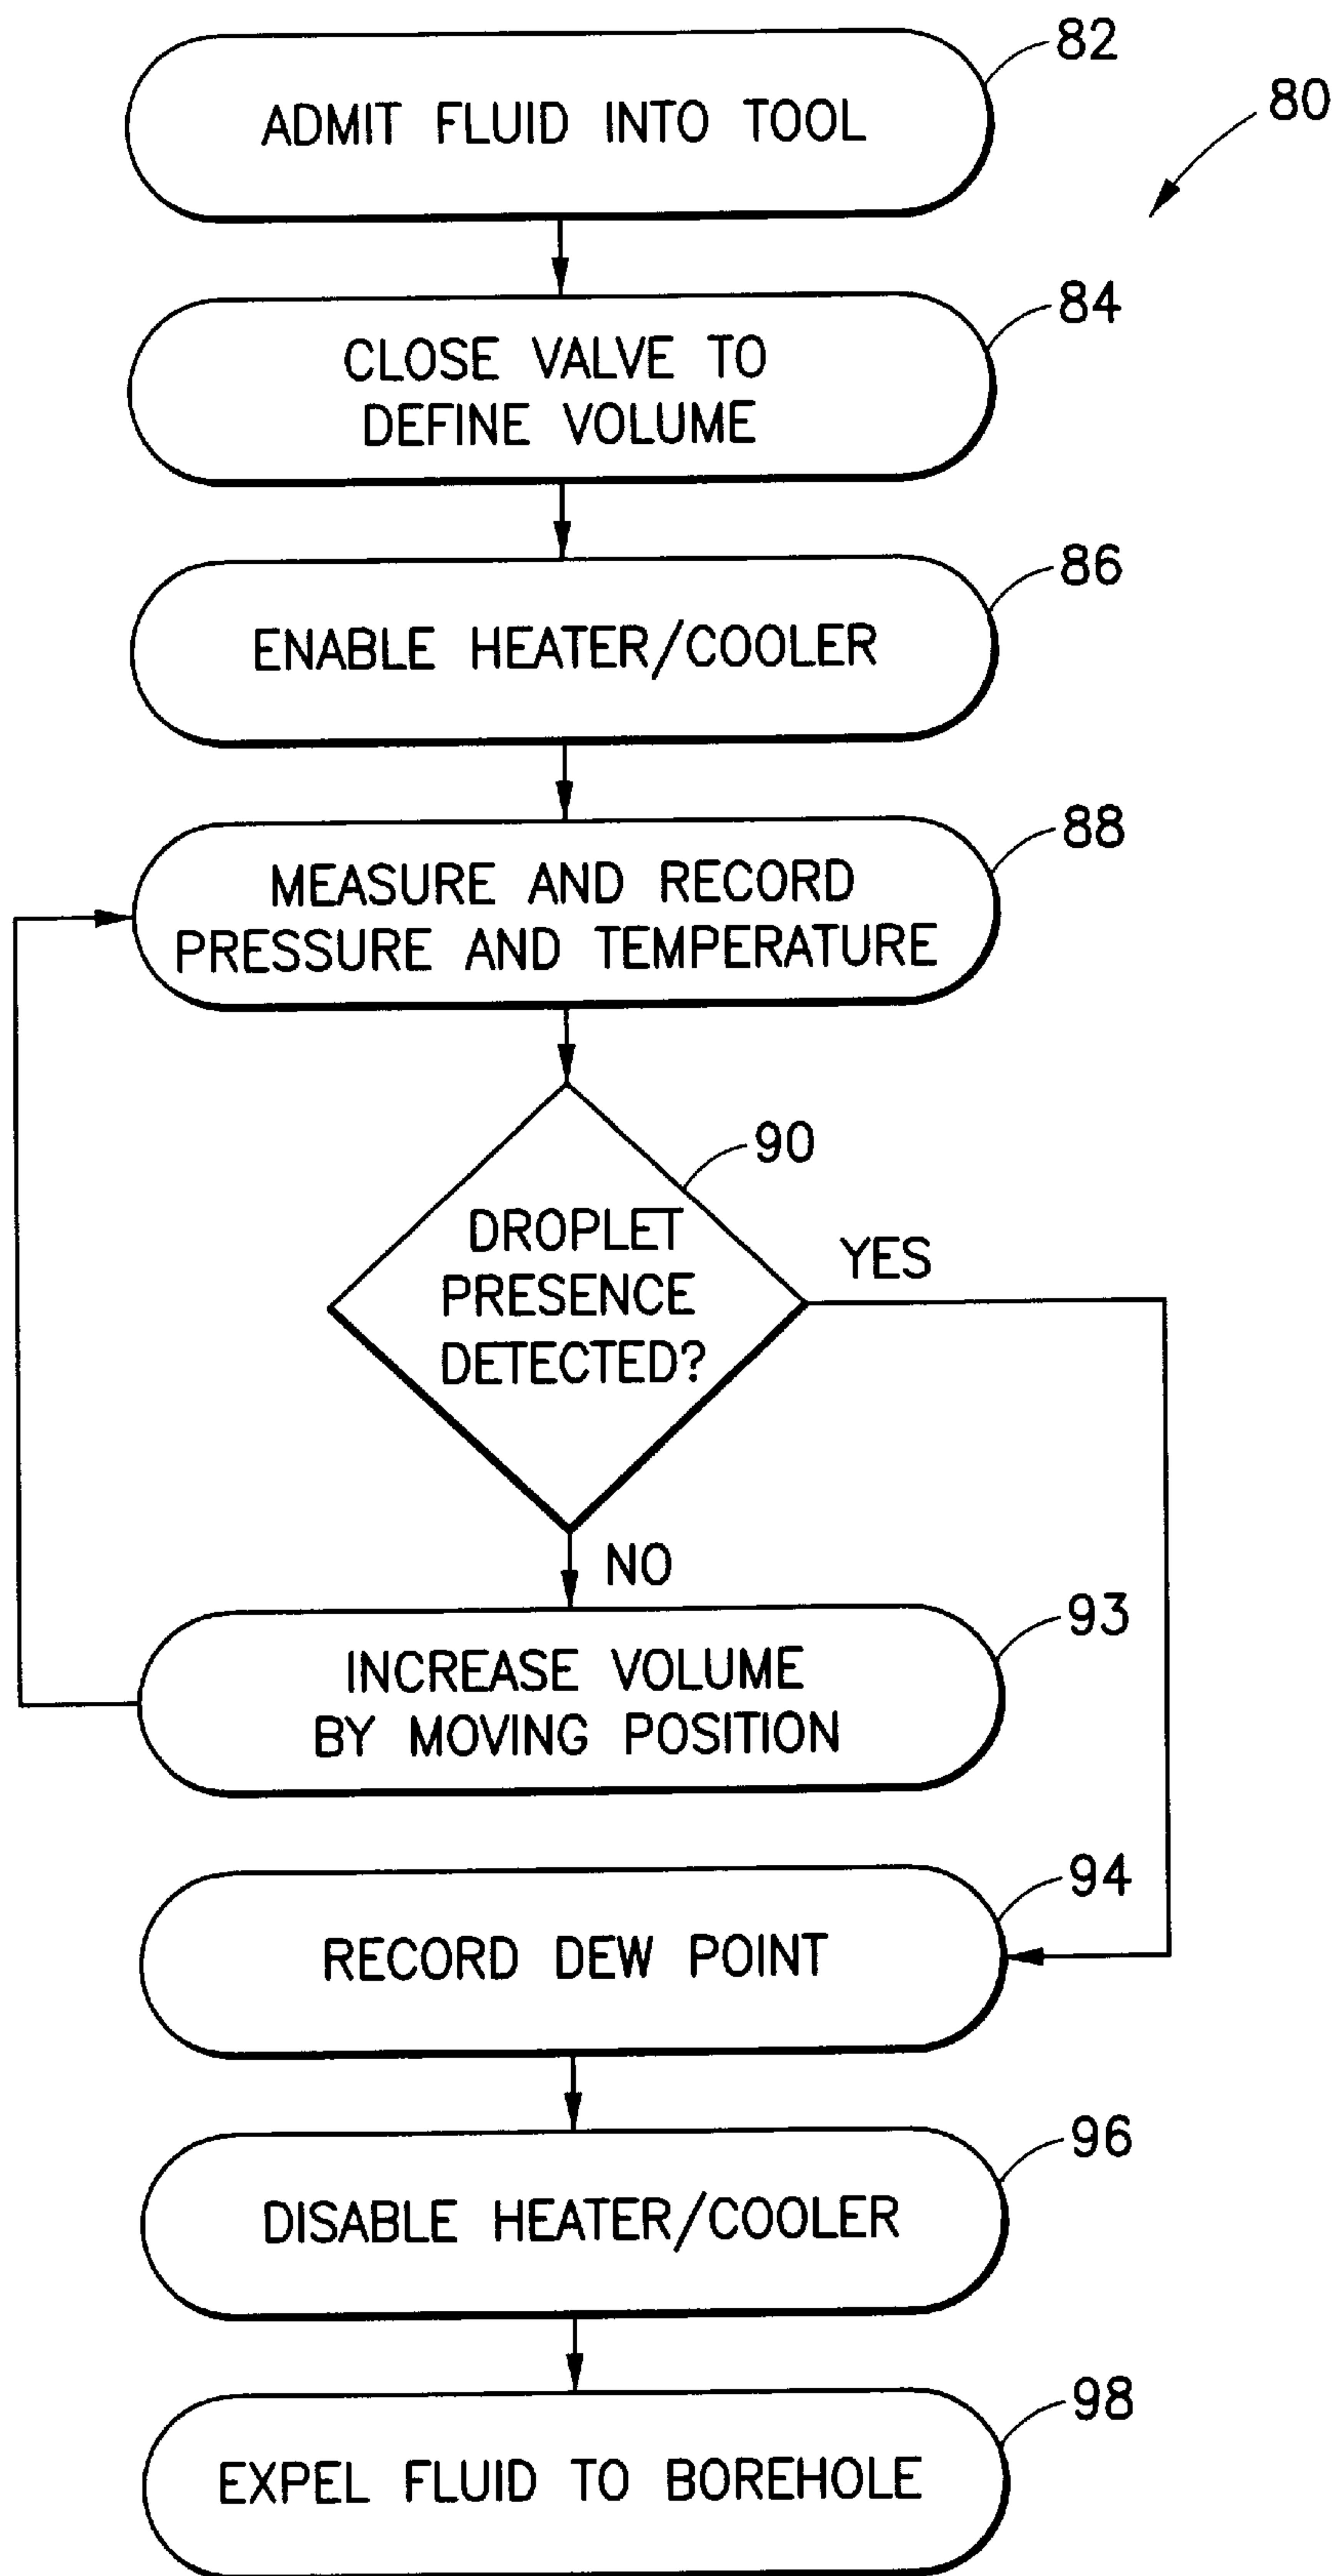 82
ADMIT FLUID INTO TOOL
80
84
CLOSE VALVE TO
DEFINE VOLUME
86
ENABLE HEATER/COOLER
88
MEASURE AND RECORD
PRESSURE AND TEMPERATURE
90
DROPLET
PRESENCE
DETECTED?
YES
NO
93
INCREASE VOLUME
BY MOVING POSITION
94
RECORD DEW POINT
96
DISABLE HEATER/COOLER
98
EXPEL FLUID TO BOREHOLE